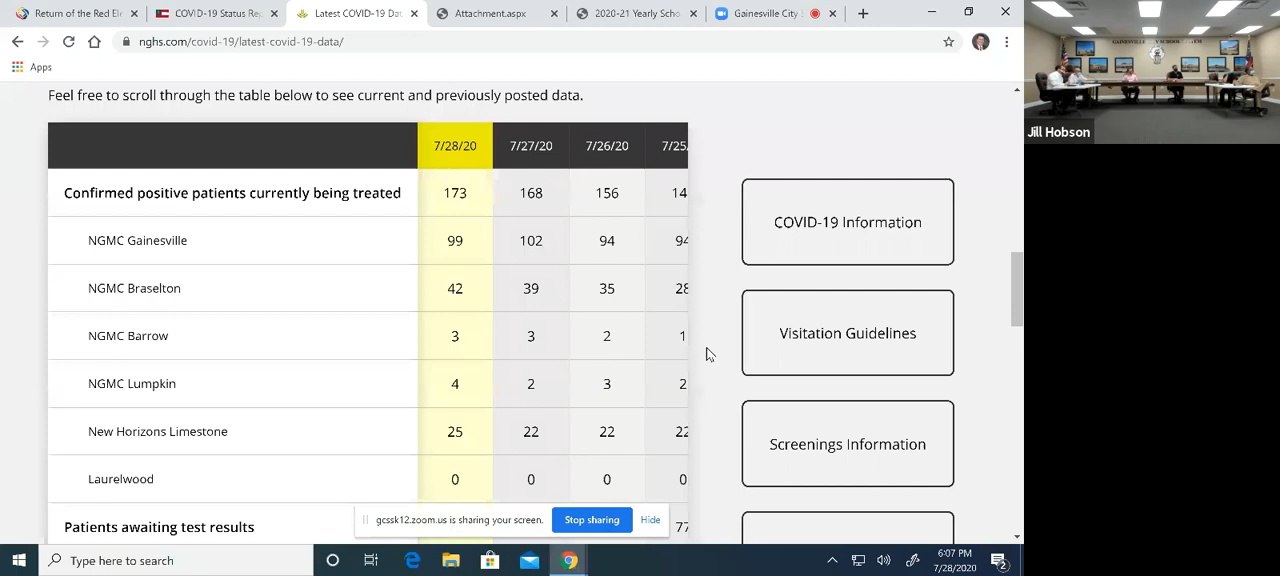 Return of the Red Ele
COVID-19 Status Rep
Latest COVID-19 Dat
Attachment.aspx
2020-21 Yearly Scho
Gainesville City S
nghs.com/covid-19/latest-covid-19-data/
Apps
Feel free to scroll through the table below to see current and previously posted data.
7/28/20 7/27/20 7/26/20 7/25/
Confirmed positive patients currently being treated 173 168 156 14
NGMC Gainesville 99 102 94 94
NGMC Braselton 42 39 35 28
NGMC Barrow 3 3 2 1
NGMC Lumpkin 4 2 3 2
New Horizons Limestone 25 22 22 22
Laurelwood 0 0 0 0
Patients awaiting test results 77
COVID-19 Information
Visitation Guidelines
Screenings Information
gcssk12.zoom.us is sharing your screen. Stop sharing Hide
Type here to search
6:07 PM
7/28/2020
2
Jill Hobson